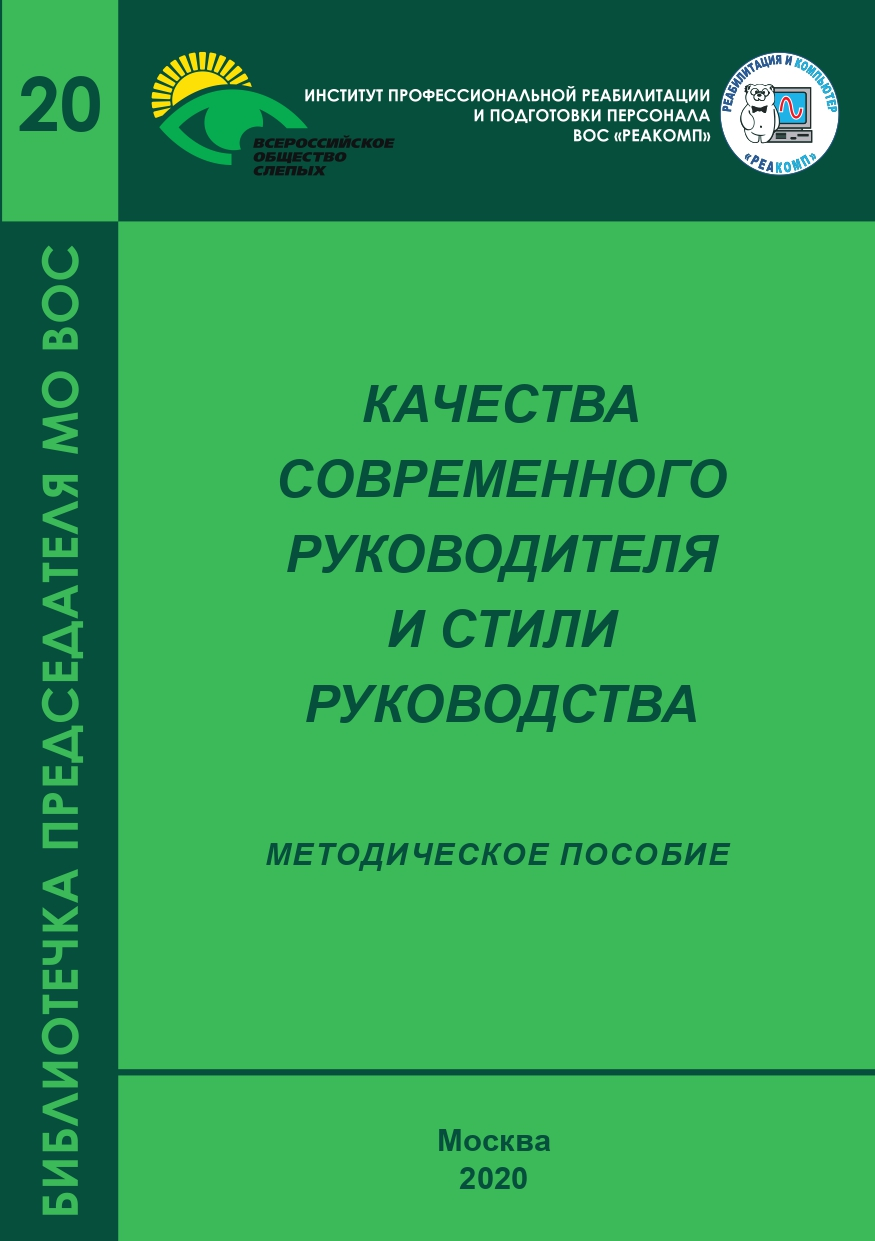 20
ВСЕРОССИЙСКОЕ
ОБЩЕСТВО
СЛЕПЫХ
ИНСТИТУТ ПРОФЕССИОНАЛЬНОЙ РЕАБИЛИТАЦИИ
И ПОДГОТОВКИ ПЕРСОНАЛА
ВОС «РЕАКОМП»
РЕАБИЛИТАЦИЯ И КОМПЬЮТЕР
«РЕАКОМП»
БИБЛИОТЕЧКА ПРЕДСЕДАТЕЛЯ МО ВОС
КАЧЕСТВА
СОВРЕМЕННОГО
РУКОВОДИТЕЛЯ
И СТИЛИ
РУКОВОДСТВА
МЕТОДИЧЕСКОЕ ПОСОБИЕ
Москва
2020